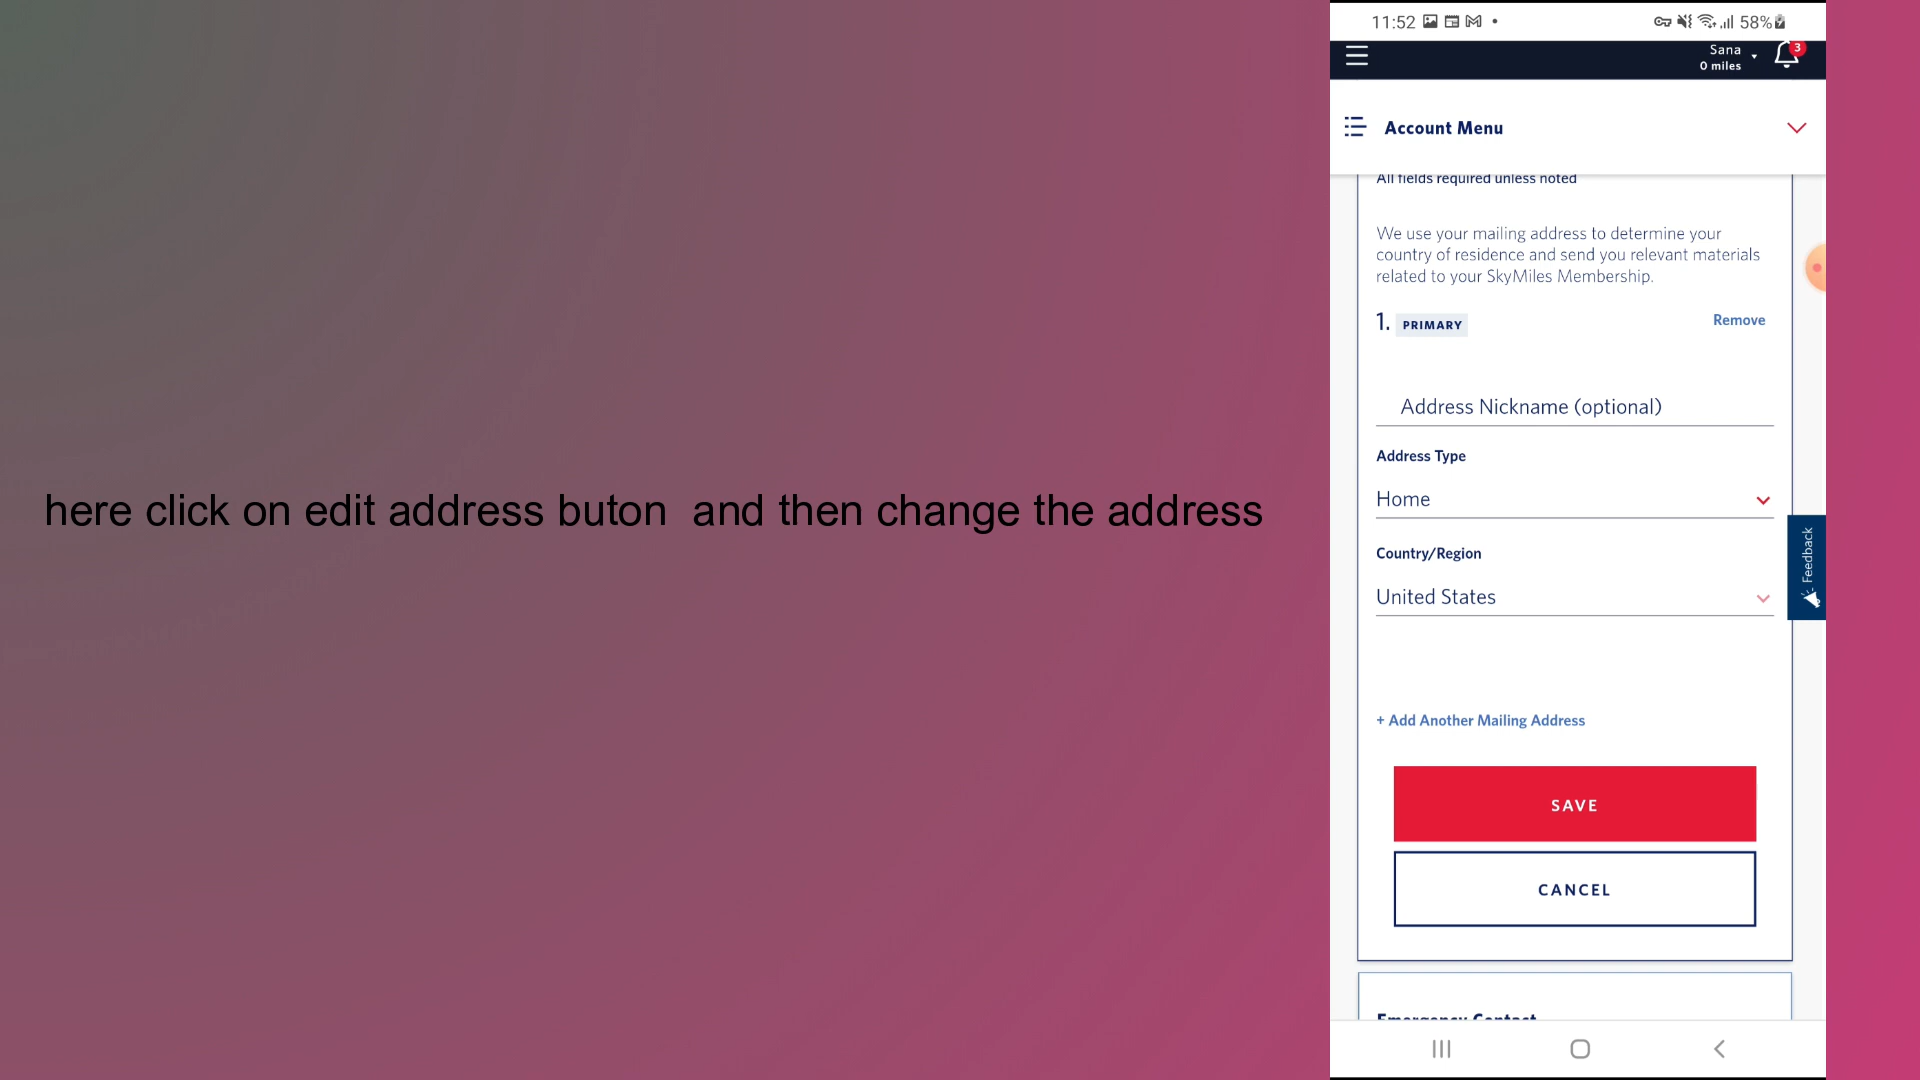 11:52
58%
Sana
0 miles
3
Account Menu
All fields required unless noted
We use your mailing address to determine your
country of residence and send you relevant materials
related to your SkyMiles Membership.
1. PRIMARY
Remove
Address Nickname (optional)
Address Type
Home
here click on edit address buton  and then change the address
Country/Region
Feedback
United States
+ Add Another Mailing Address
SAVE
CANCEL
Emergency Contact